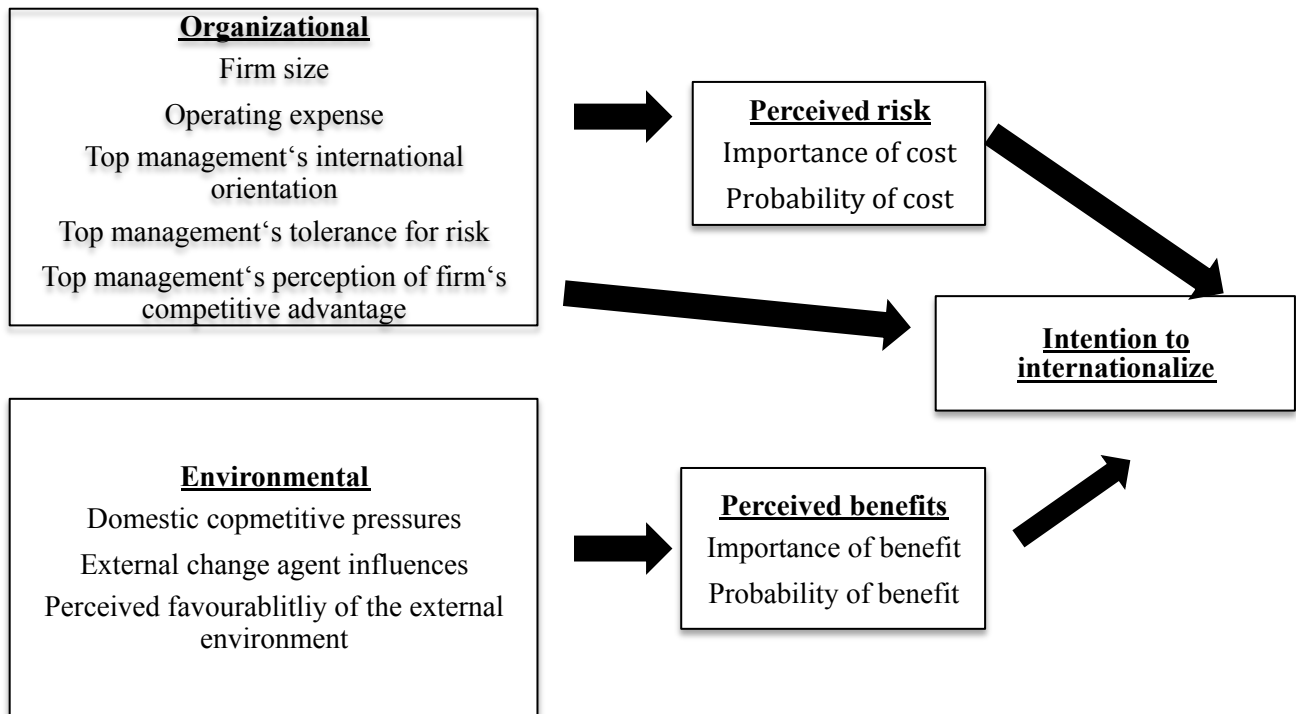 Organizational
Firm size
Operating expense
Top management‘s international
orientation
Top management‘s tolerance for risk
Top management‘s perception of firm‘s
competitive advantage
Perceived risk
Importance of cost
Probability of cost
Intention to
internationalize
Environmental
Domestic copmetitive pressures
External change agent influences
Perceived favourablitliy of the external
environment
Perceived benefits
Importance of benefit
Probability of benefit